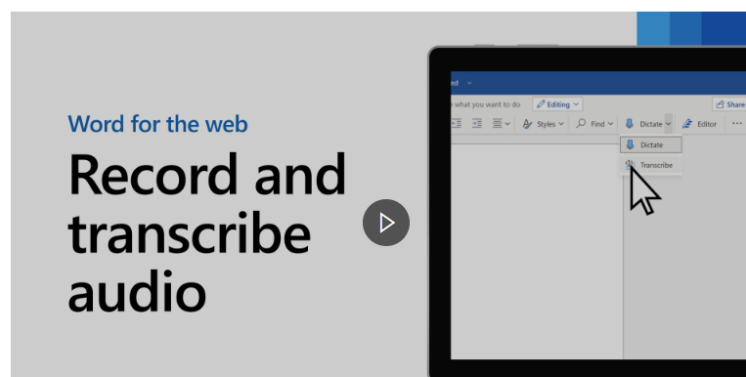 Word for the web
Record and
transcribe
audio
ed
what you want to do Editing Share
Styles Find Dictate Editor ...
Dictate
Transcribe